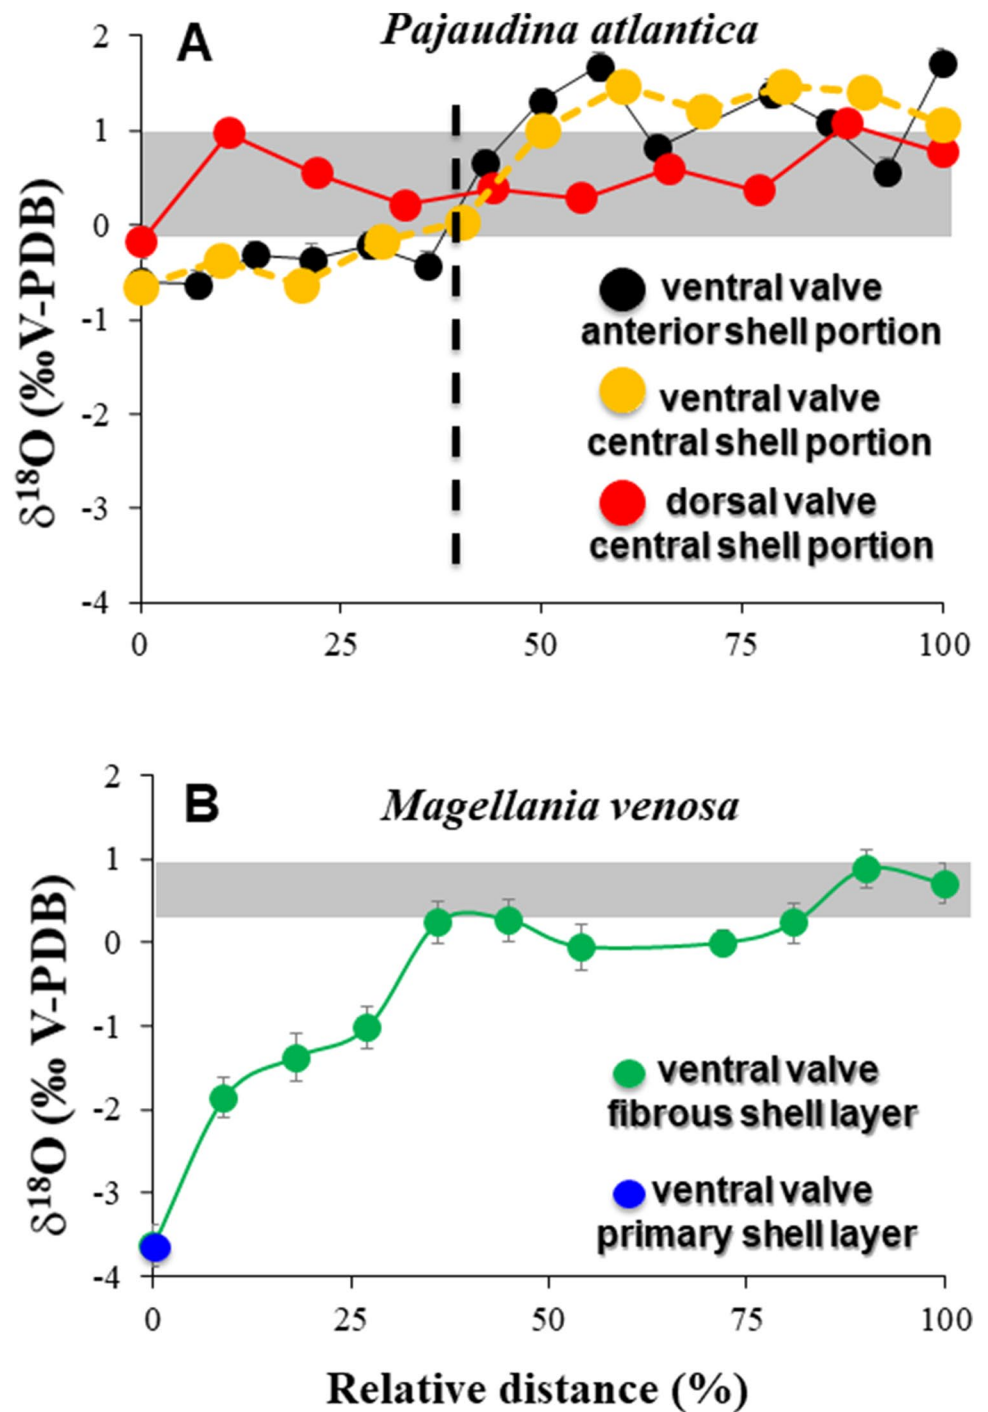 A
Pajaudina atlantica
2
1
0
-1
-2
-3
-4
δ¹⁸O (‰V-PDB)
ventral valve
anterior shell portion
ventral valve
central shell portion
dorsal valve
central shell portion
0 25 50 75 100
B
Magellania venosa
2
1
0
-1
-2
-3
-4
δ¹⁸O (‰ V-PDB)
ventral valve
fibrous shell layer
ventral valve
primary shell layer
0 25 50 75 100
Relative distance (%)